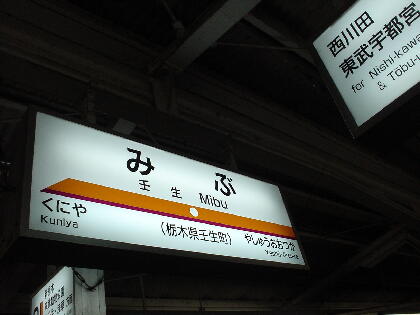 西川田
東武宇都宮
for Nishi-kawa
& Tōbu-
みぶ
壬生 Mibu
くにや
Kuniya
(栃木県壬生町)
やしゅうおおつか